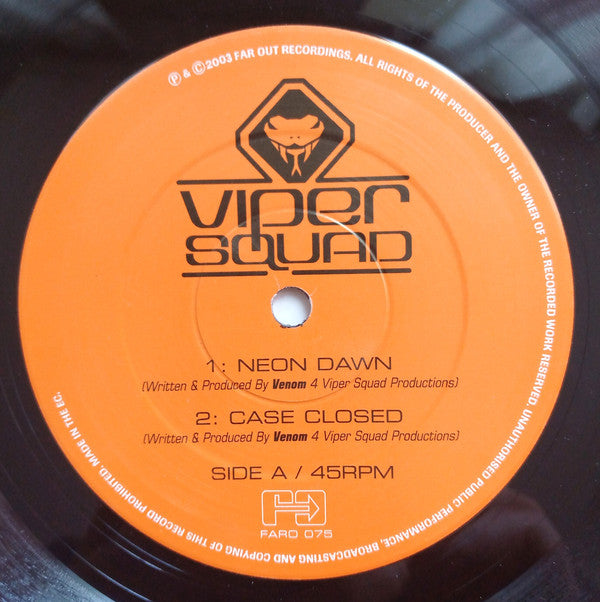 ℗ & © 2003 FAR OUT RECORDINGS. ALL RIGHTS OF THE PRODUCER AND THE OWNER OF THE RECORDED WORK RESERVED. UNAUTHORISED PUBLIC PERFORMANCE, BROADCASTING AND COPYING OF THIS RECORD PROHIBITED. MADE IN THE EC.
VIPER
SQUAD
1: NEON DAWN
(Written & Produced By Venom 4 Viper Squad Productions)
2: CASE CLOSED
(Written & Produced By Venom 4 Viper Squad Productions)
SIDE A / 45RPM
FARO 075